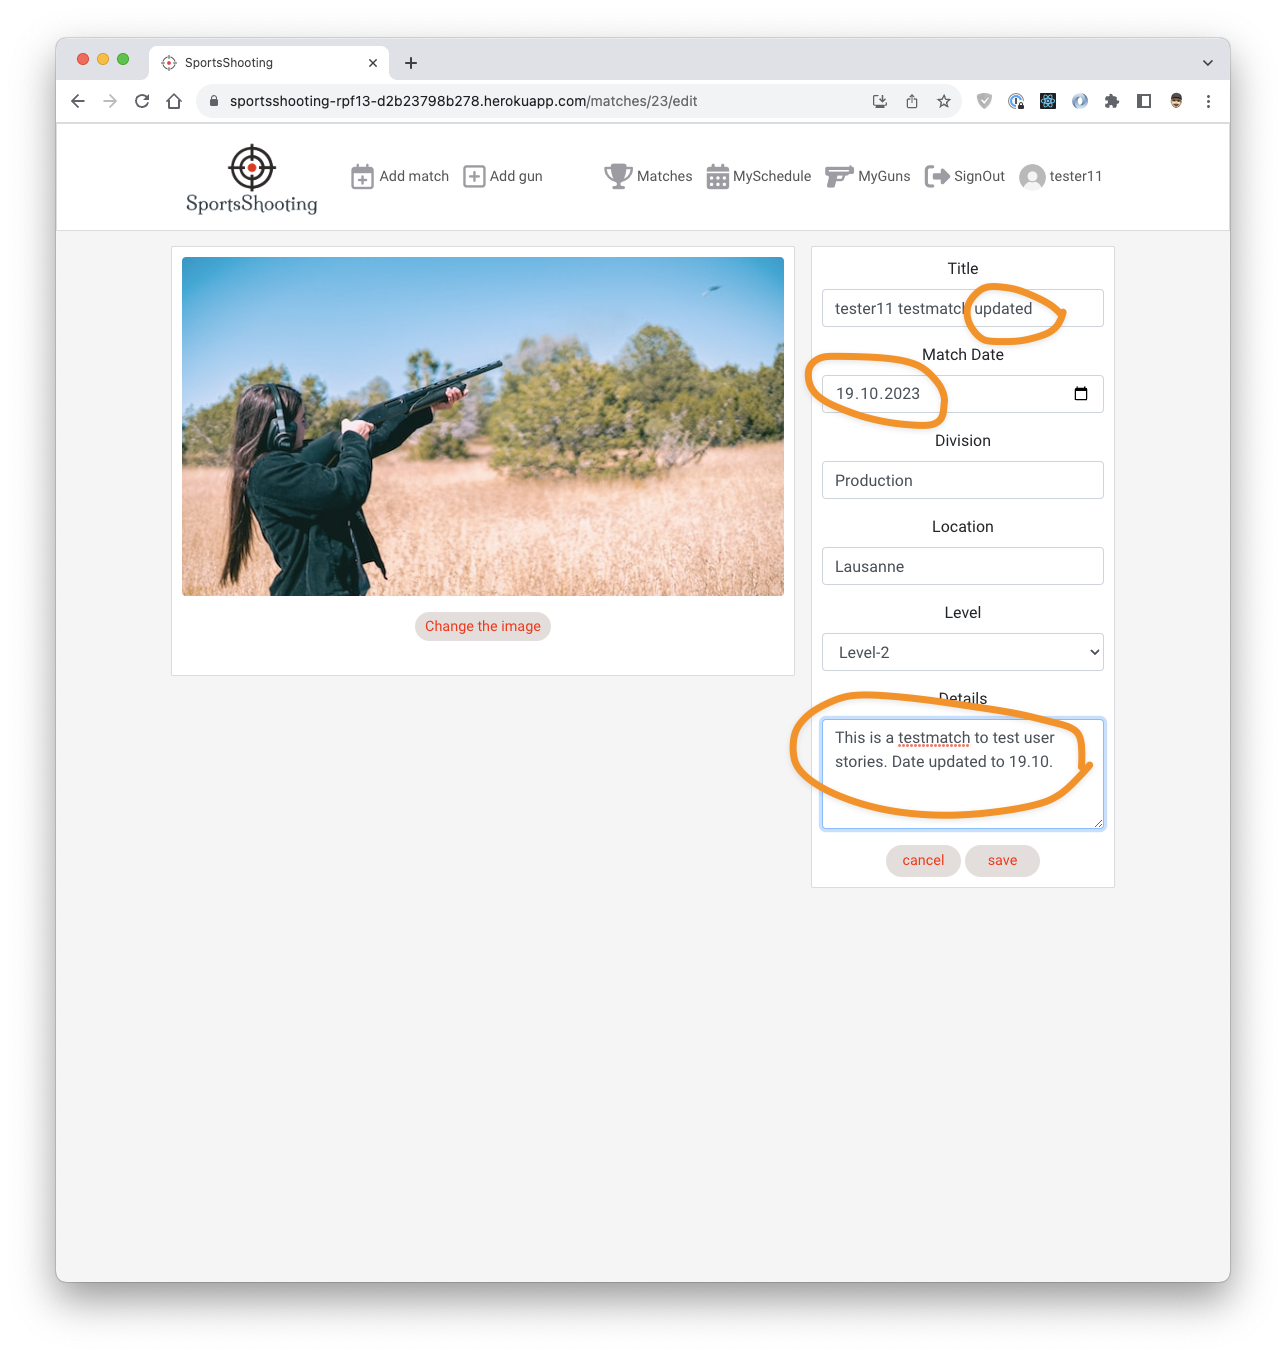 SportsShooting
sportsshooting-rpf13-d2b23798b278.herokuapp.com/matches/23/edit
SportsShooting
Add match
Add gun
Matches
MySchedule
MyGuns
SignOut
tester11
Change the image
Title
tester11 testmatch updated
Match Date
19.10.2023
Division
Production
Location
Lausanne
Level
Level-2
Details
This is a testmatch to test user
stories. Date updated to 19.10.
cancel
save